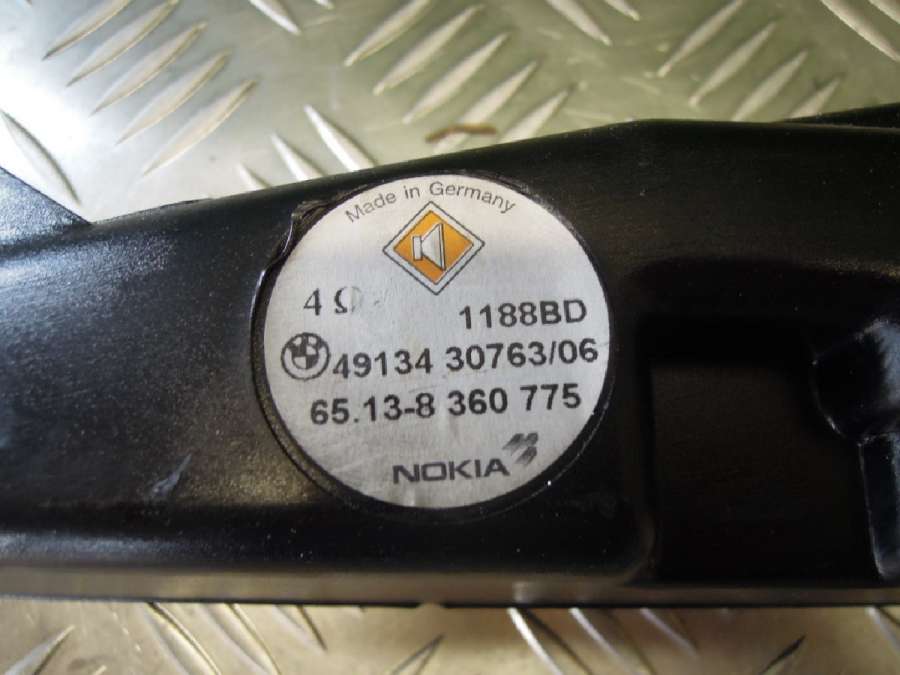 Made in Germany
4 Ω 1188BD
49134 30763/06
65.13-8 360 775
NOKIA